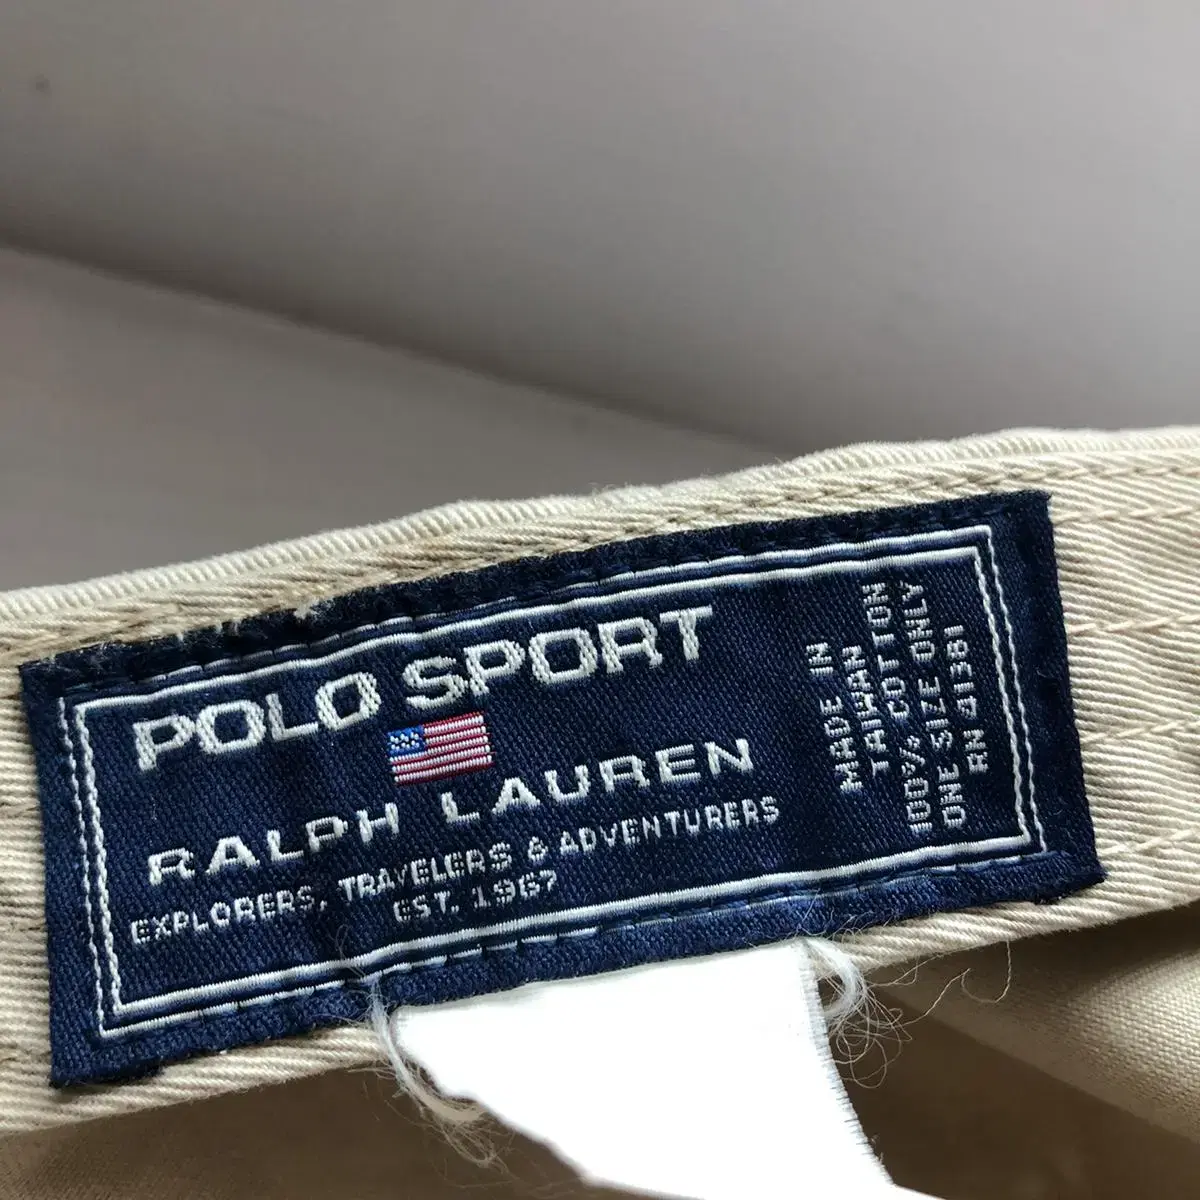 POLO SPORT
RALPH LAUREN
EXPLORERS, TRAVELERS & ADVENTURERS
EST. 1967
MADE IN
TAIWAN
100% COTTON
ONE SIZE ONLY
RN 41381